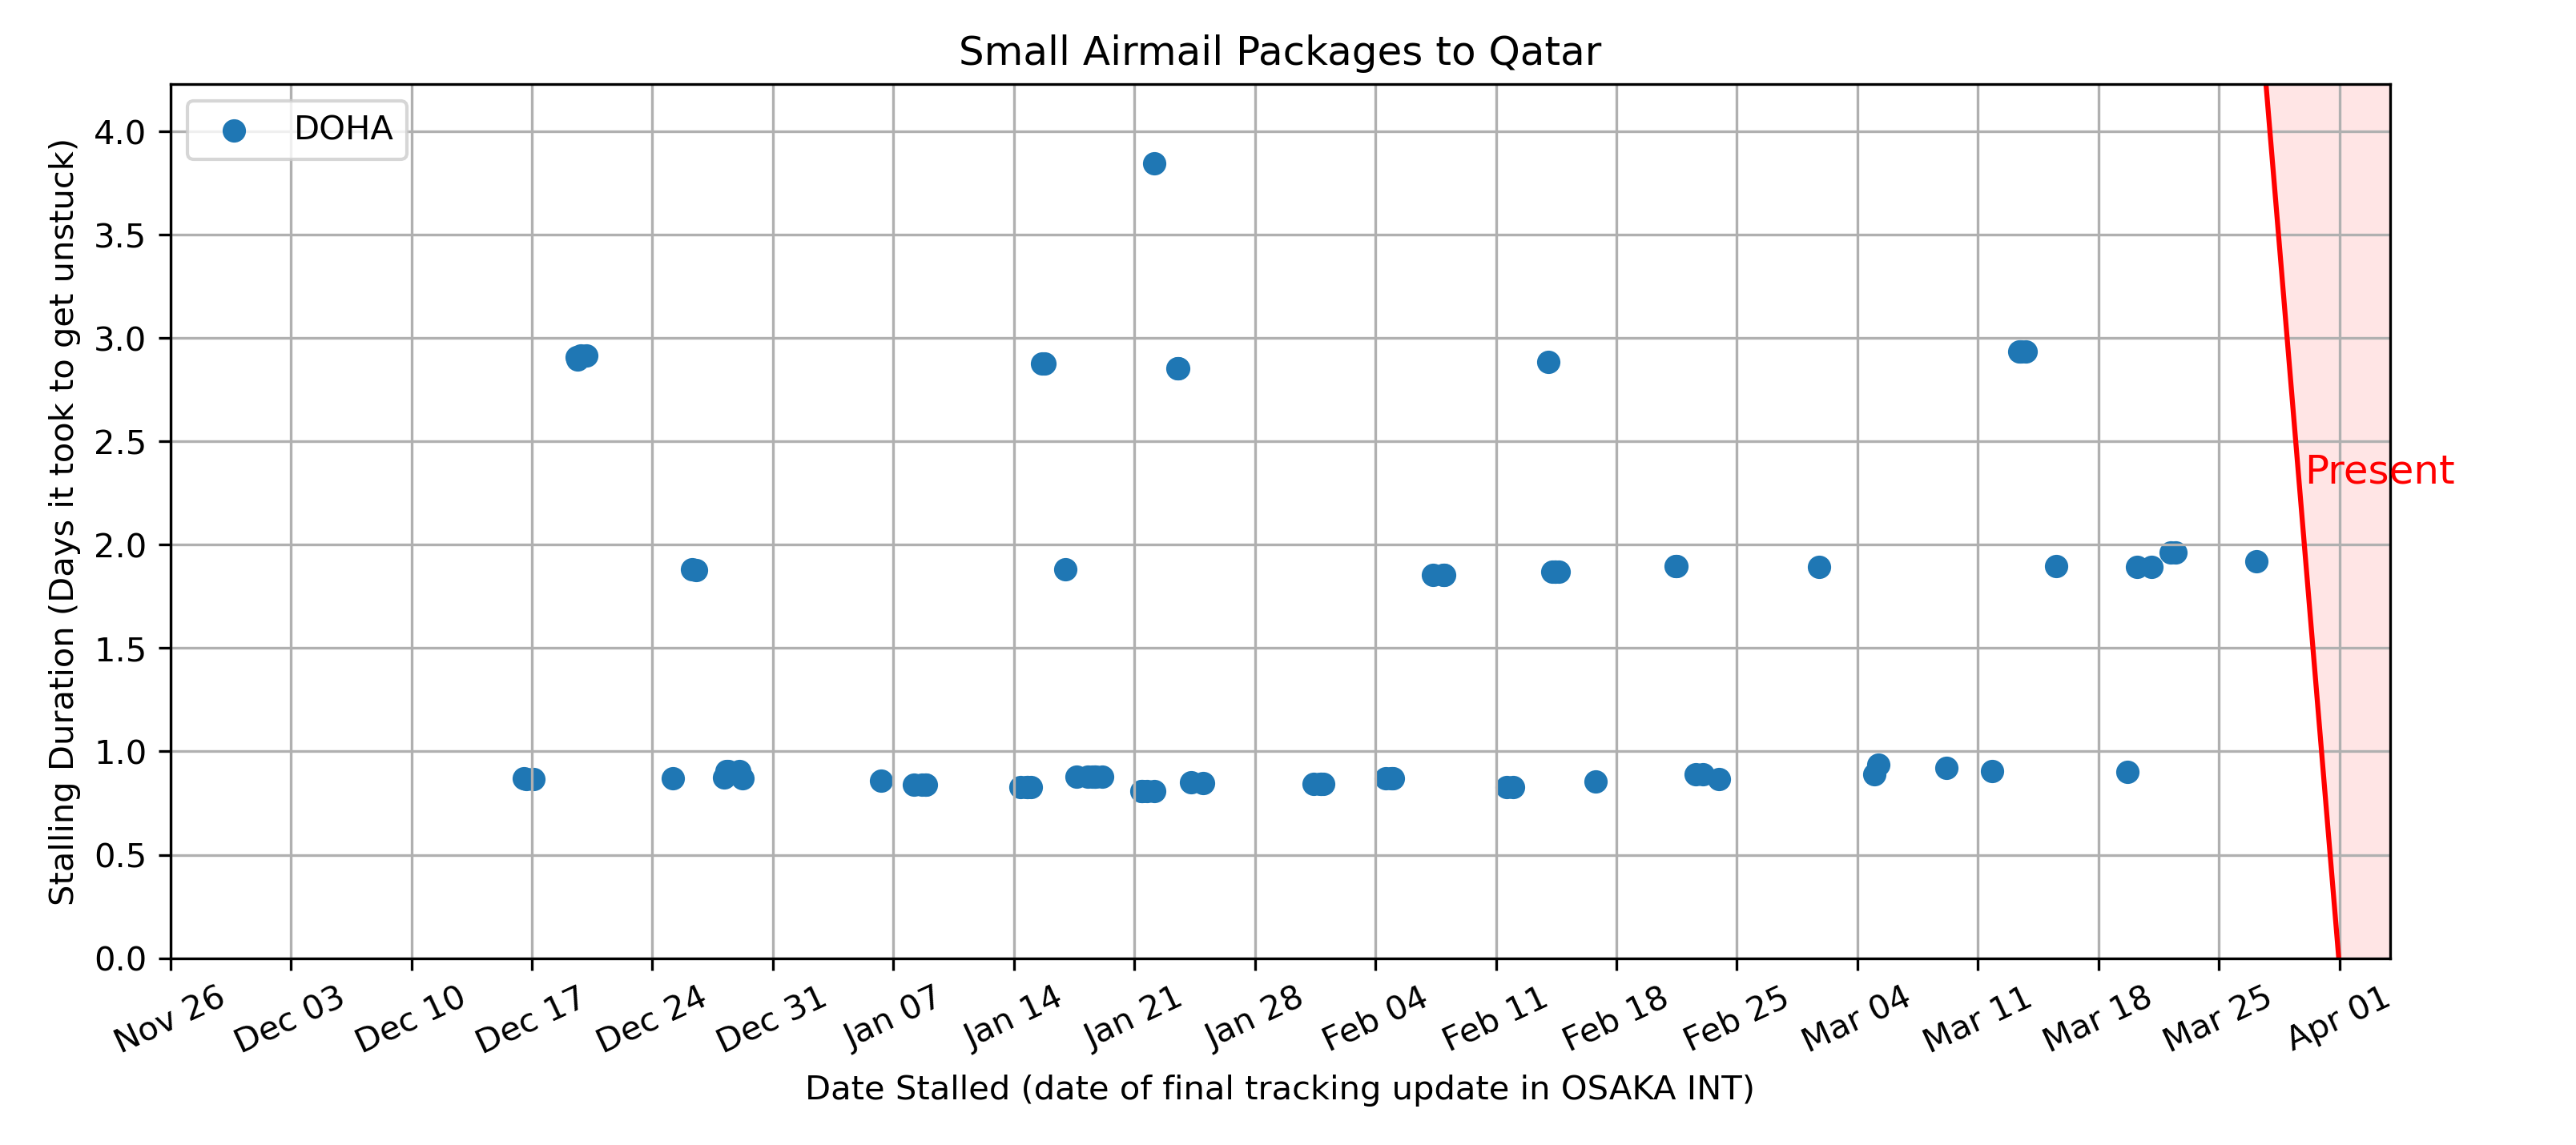 Small Airmail Packages to Qatar
DOHA
Stalling Duration (Days it took to get unstuck)
4.0
3.5
3.0
2.5
2.0
1.5
1.0
0.5
0.0
Present
Nov 26
Dec 03
Dec 10
Dec 17
Dec 24
Dec 31
Jan 07
Jan 14
Jan 21
Jan 28
Feb 04
Feb 11
Feb 18
Feb 25
Mar 04
Mar 11
Mar 18
Mar 25
Apr 01
Date Stalled (date of final tracking update in OSAKA INT)